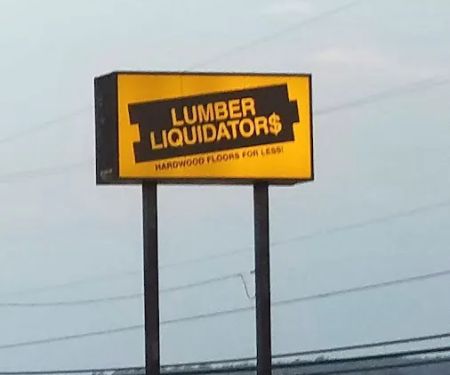 LUMBER
LIQUIDATOR$
HARDWOOD FLOORS FOR LESS!